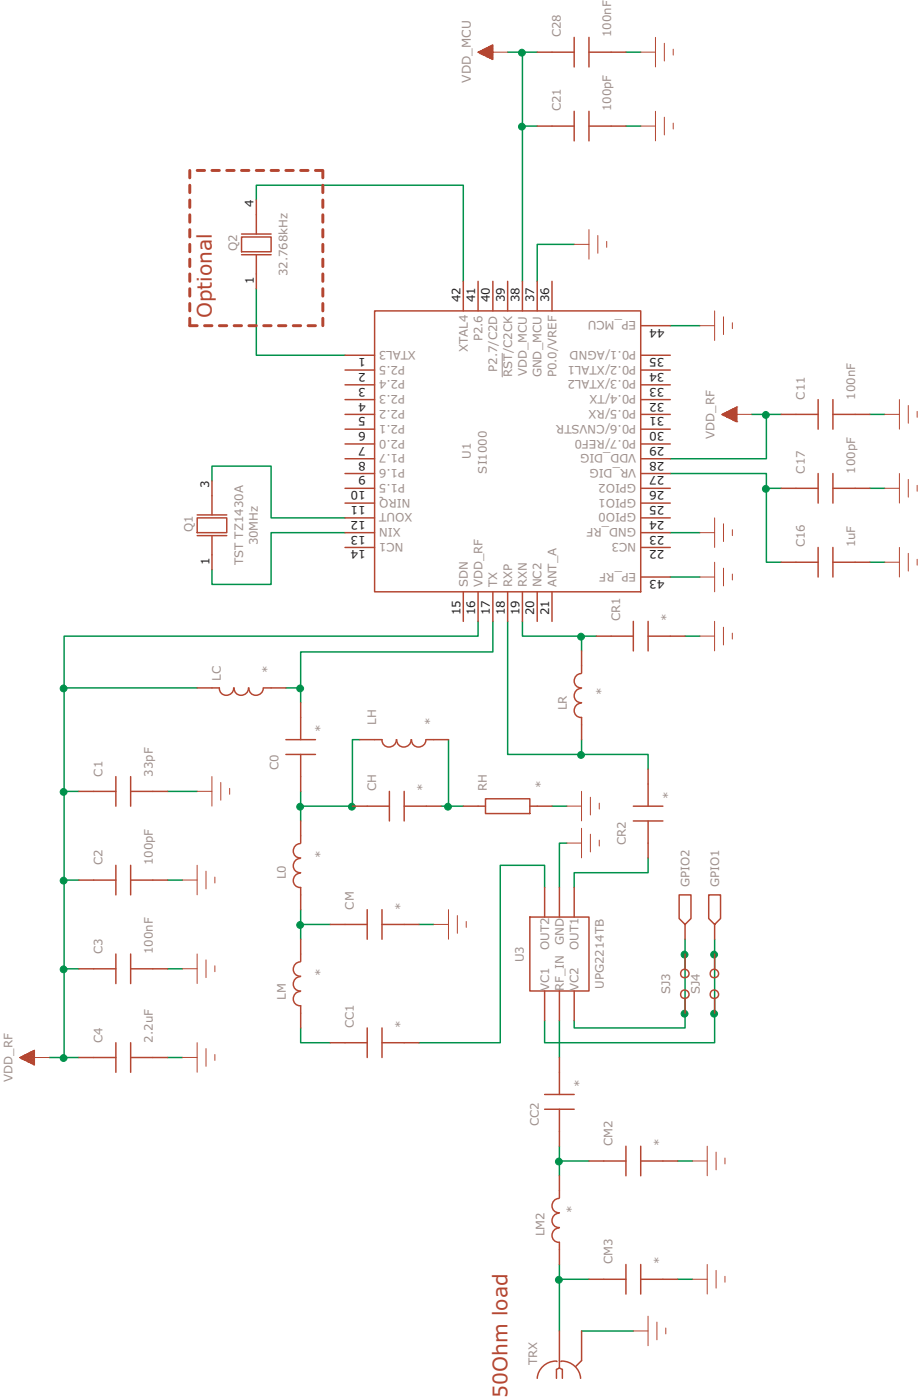 VDD_MCU
C28
100nF
C21
100pF
Optional
Q2
32.768kHz
4
1
42
41
40
39
38
37
36
XTAL4
P2.6
P2.7/C2D
RST/C2CK
VDD_MCU
GND_MCU
P0.0/VREF
XTAL3
P2.5
P2.4
P2.3
P2.2
P2.1
P2.0
P1.7
P1.6
P1.5
NIRQ
XOUT
XIN
NC1
1
2
3
4
5
6
7
8
9
10
11
12
13
14
U1
SI1000
EP_MCU
P0.1/AGND
P0.2/XTAL1
P0.3/XTAL2
P0.4/TX
P0.5/RX
P0.6/CNVSTR
P0.7/REF0
VDD_DIG
VR_DIG
GPIO2
GPIO1
GPIO0
GND_RF
NC3
EP_RF
44
35
34
33
32
31
30
29
28
27
26
25
24
23
22
43
VDD_RF
C11
100nF
C17
100pF
C16
1uF
Q1
TST TZ1430A
30MHz
3
1
SDN
VDD_RF
TX
RXP
RXN
NC2
ANT_A
15
16
17
18
19
20
21
CR1
*
LR
*
LC
*
C0
*
LH
*
CH
*
RH
*
CR2
*
L0
*
CM
*
LM
*
CC1
*
C1
33pF
C2
100pF
C3
100nF
C4
2.2uF
VDD_RF
U3
UPG2214TB
OUT2
GND
OUT1
VC1
RF_IN
VC2
GPIO2
GPIO1
SJ3
SJ4
CC2
*
CM2
*
LM2
*
CM3
*
TRX
50Ohm load